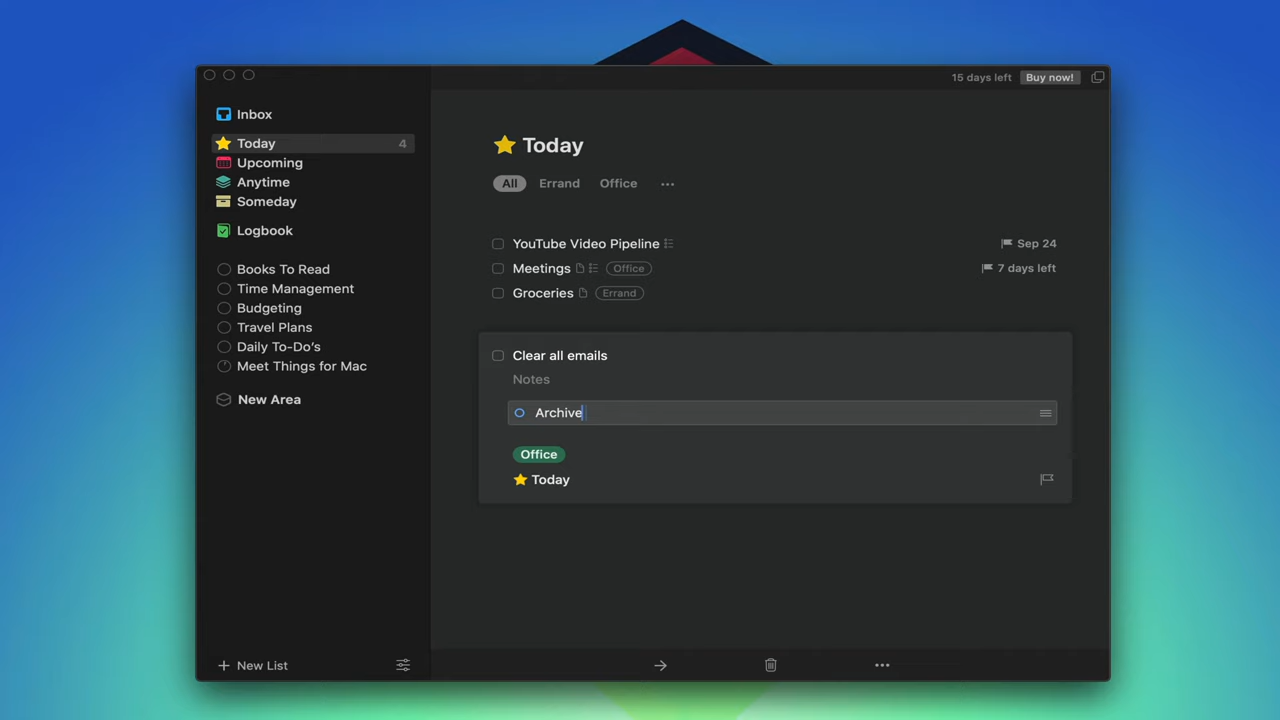 15 days left Buy now!
Inbox
Today 4
Upcoming
Anytime
Someday
Logbook
Books To Read
Time Management
Budgeting
Travel Plans
Daily To-Do's
Meet Things for Mac
New Area
New List
Today
All Errand Office
YouTube Video Pipeline Sep 24
Meetings Office 7 days left
Groceries Errand
Clear all emails
Notes
Archive
Office
Today